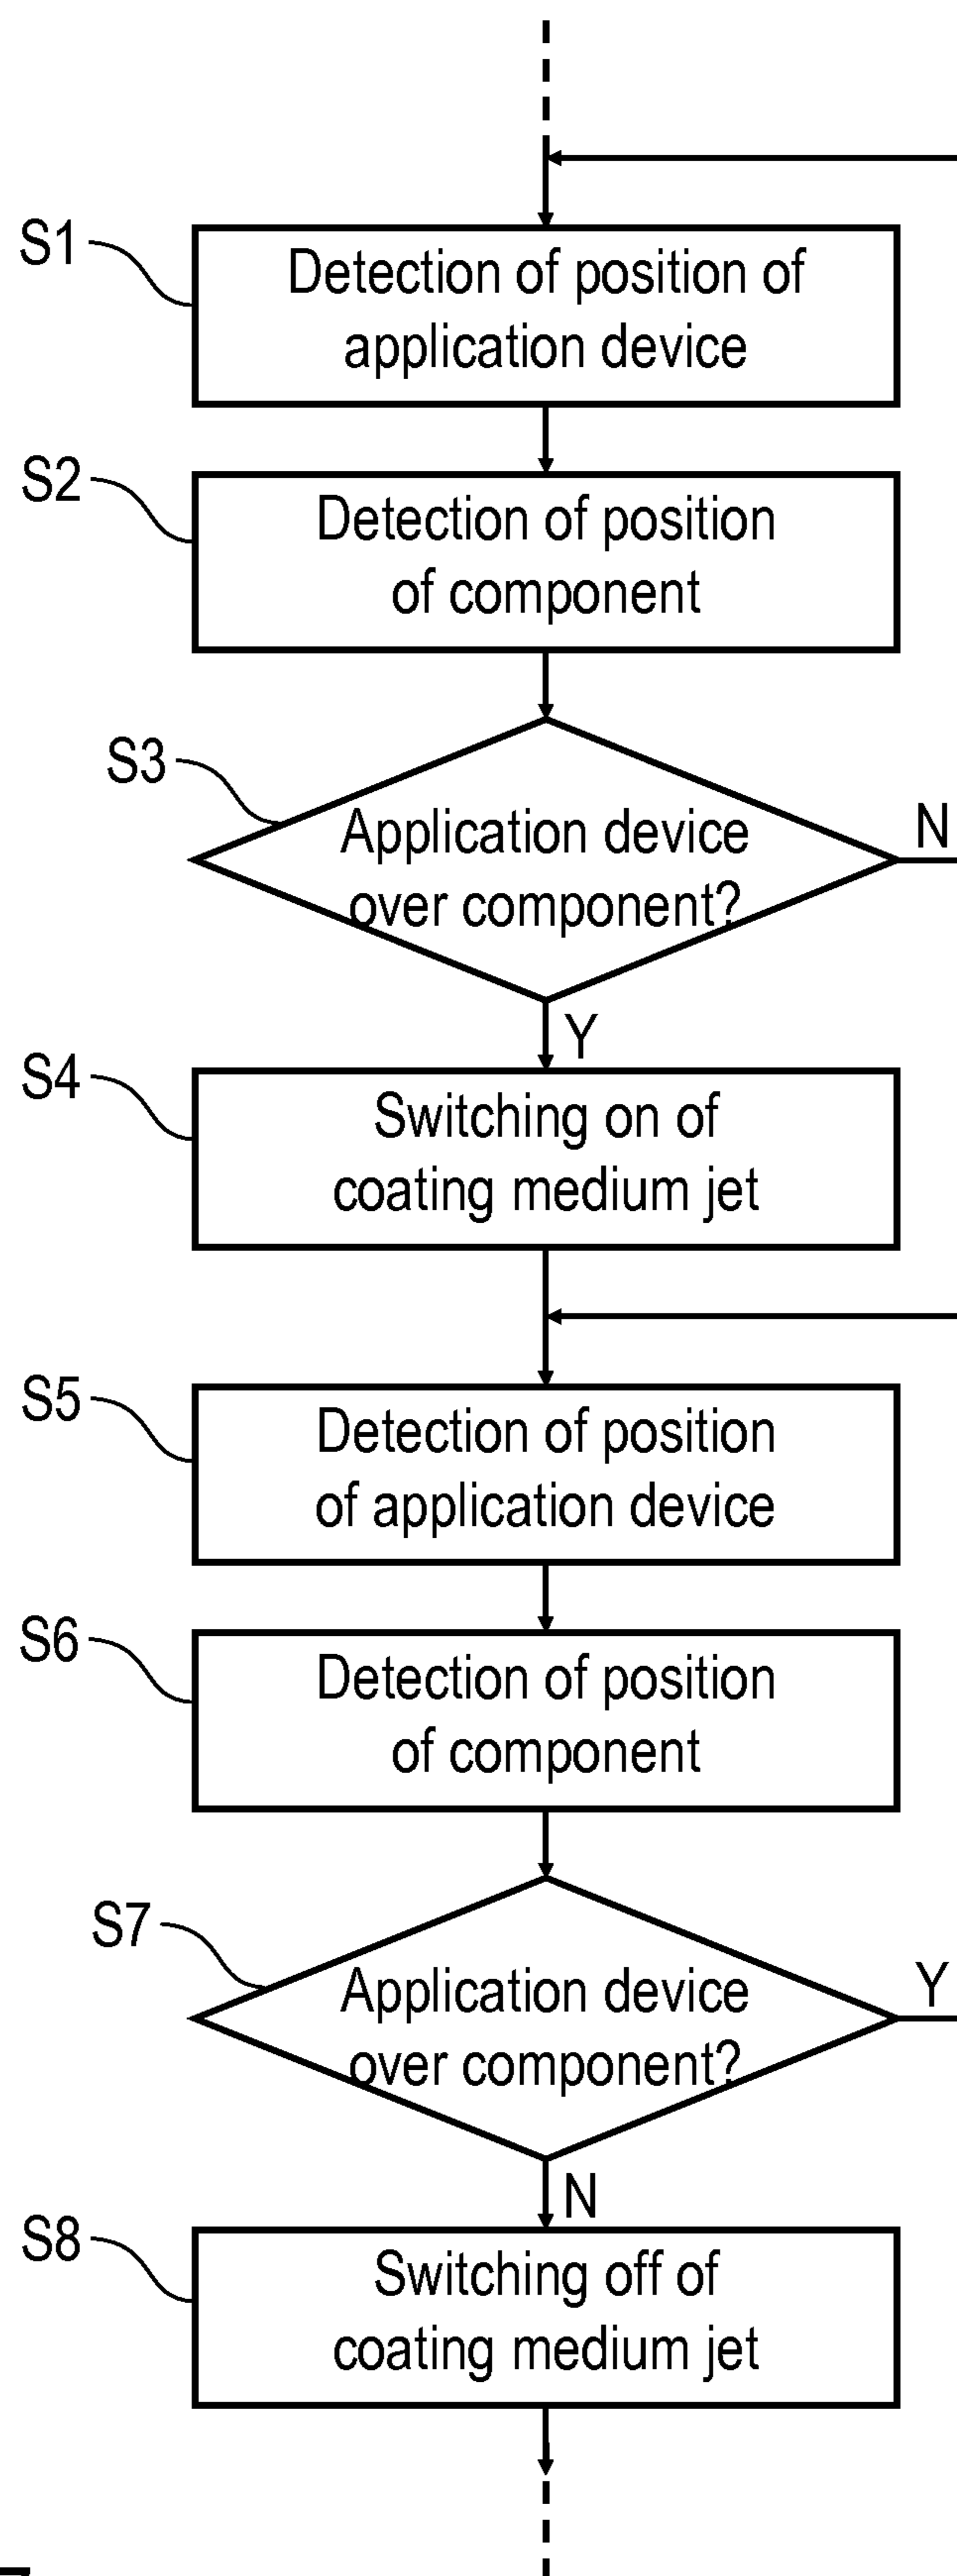 S1
Detection of position of
application device
S2
Detection of position
of component
S3
Application device
over component?
N
Y
S4
Switching on of
coating medium jet
S5
Detection of position
of application device
S6
Detection of position
of component
S7
Application device
over component?
Y
N
S8
Switching off of
coating medium jet